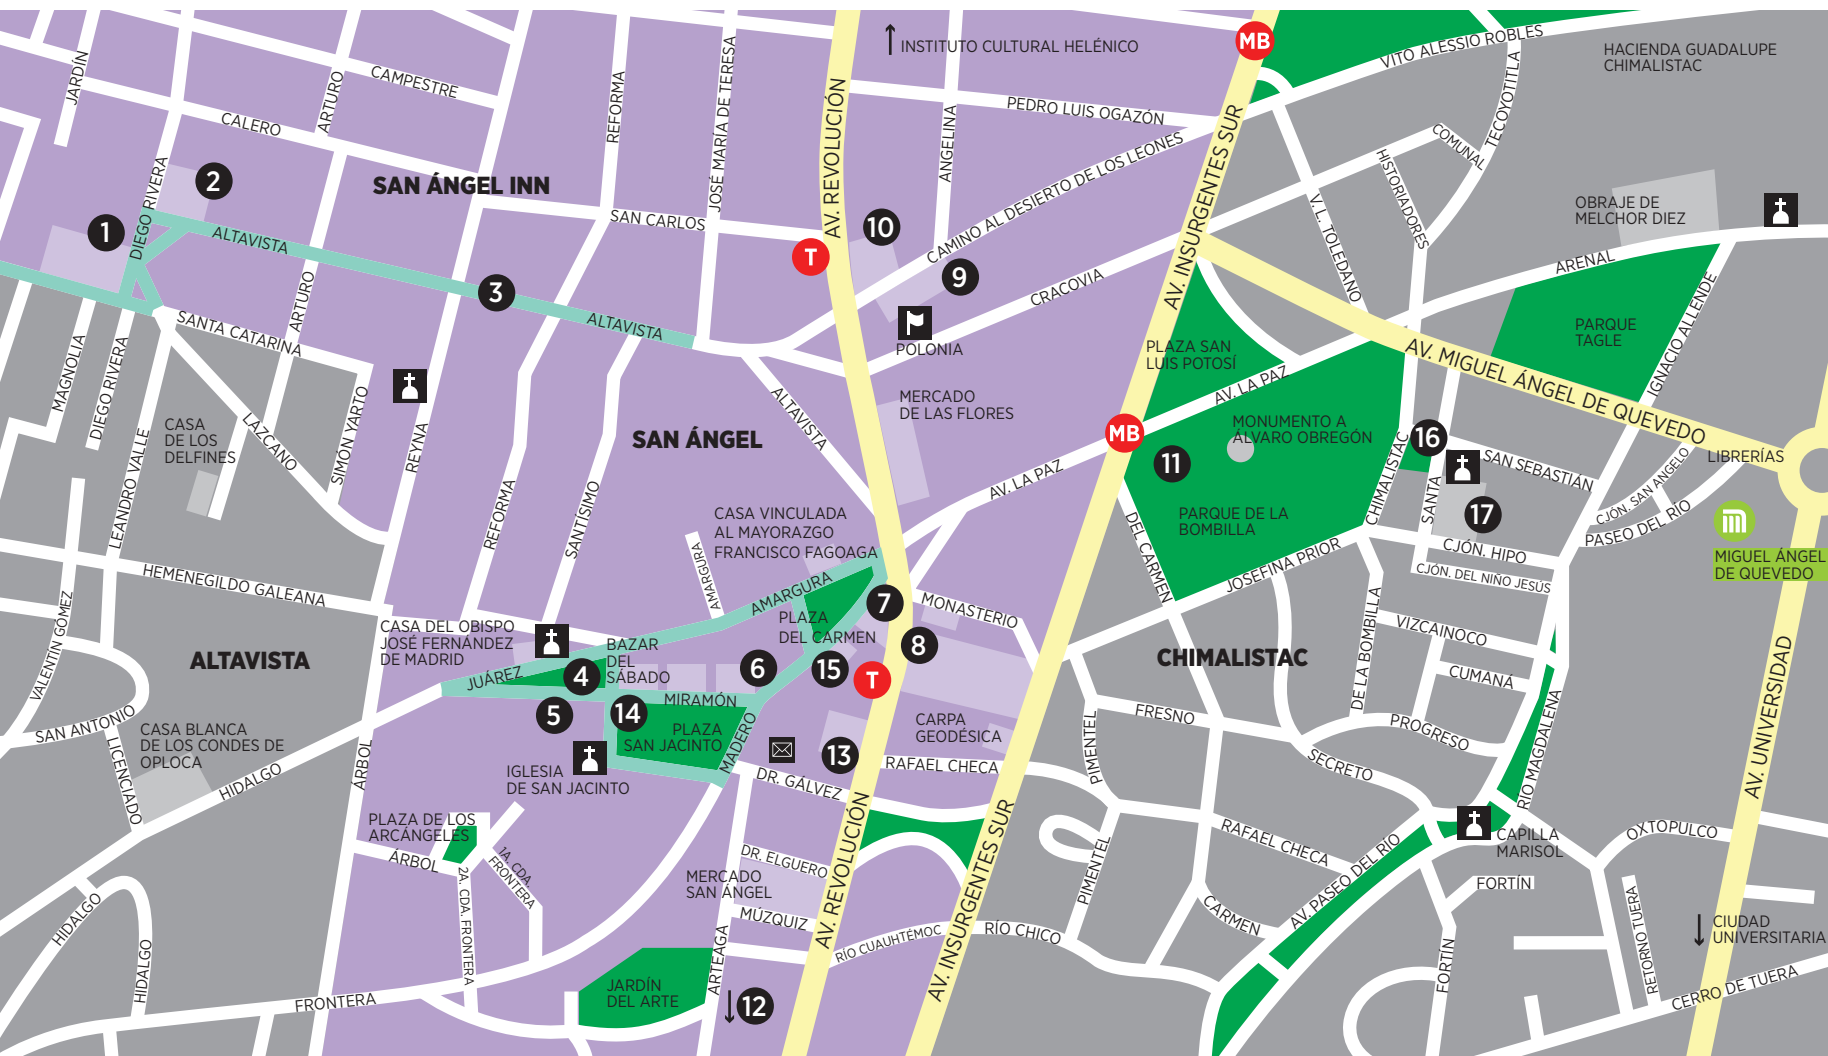 INSTITUTO CULTURAL HELÉNICO
MB
VITO ALESSIO ROBLES
HACIENDA GUADALUPE
CHIMALISTAC
JARDÍN
CAMPESTRE
ARTURO
REFORMA
JOSÉ MARÍA DE TERESA
AV. REVOLUCIÓN
PEDRO LUIS OGAZÓN
AV. INSURGENTES SUR
TECOYOTITLA
CALERO
ANGELINA
COMUNAL
HISTORIADORES
DIEGO RIVERA
2
SAN ÁNGEL INN
CAMINO AL DESIERTO DE LOS LEONES
V. L. TOLEDANO
OBRAJE DE
MELCHOR DIEZ
1
ALTAVISTA
SAN CARLOS
10
T
9
ARENAL
3
ARTURO
CRACOVIA
IGNACIO ALLENDE
SANTA CATARINA
ALTAVISTA
POLONIA
PLAZA SAN
LUIS POTOSÍ
PARQUE
TAGLE
AV. MIGUEL ÁNGEL DE QUEVEDO
MAGNOLIA
DIEGO RIVERA
SIMON YARTO
REYNA
ALTAVISTA
MERCADO
DE LAS FLORES
AV. LA PAZ
CASA
DE LOS
DELFINES
LAZCANO
SAN ÁNGEL
MB
MONUMENTO A
ÁLVARO OBREGÓN
16
11
LIBRERÍAS
SAN SEBASTIÁN
CJÓN. SAN ANGELO
LEANDRO VALLE
REFORMA
SANTÍSIMO
AV. LA PAZ
CHIMALISTAC
SANTA
17
PASEO DEL RÍO
CASA VINCULADA
AL MAYORAZGO
FRANCISCO FAGOAGA
PARQUE DE LA
BOMBILLA
DEL CARMEN
JOSEFINA PRIOR
CJÓN. HIPO
CJÓN. DEL NIÑO JESÚS
MIGUEL ÁNGEL
DE QUEVEDO
HEMENEGILDO GALEANA
AMARGURA
AMARGURA
7
MONASTERIO
VALENTÍN GÓMEZ
CASA DEL OBISPO
JOSÉ FERNÁNDEZ
DE MADRID
BAZAR
DEL
SÁBADO
PLAZA
DEL CARMEN
8
VIZCAINOCO
DE LA BOMBILLA
ALTAVISTA
JUÁREZ
4
6
15
T
CHIMALISTAC
CUMANÁ
AV. UNIVERSIDAD
5
14
MIRAMÓN
PLAZA
SAN JACINTO
MADERO
13
CARPA
GEODÉSICA
PIMENTEL
FRESNO
PROGRESO
RÍO MAGDALENA
SAN ANTONIO
LICENCIADO
CASA BLANCA
DE LOS CONDES DE
OPLOCA
HIDALGO
ÁRBOL
IGLESIA
DE SAN JACINTO
DR. GÁLVEZ
RAFAEL CHECA
SECRETO
PLAZA DE LOS
ARCÁNGELES
ÁRBOL
1A. CDA.
FRONTERA
2A. CDA. FRONTERA
DR. ELGUERO
MERCADO
SAN ÁNGEL
MÚZQUIZ
AV. REVOLUCIÓN
AV. INSURGENTES SUR
PIMENTEL
RAFAEL CHECA
AV. PASEO DEL RÍO
CAPILLA
MARISOL
OXTOPULCO
FORTÍN
CARMEN
HIDALGO
HIDALGO
ARTEAGA
RÍO CUAUHTÉMOC
RÍO CHICO
FORTÍN
RETORNO TUERA
CIUDAD
UNIVERSITARIA
FRONTERA
JARDÍN
DEL ARTE
12
CERRO DE TUERA